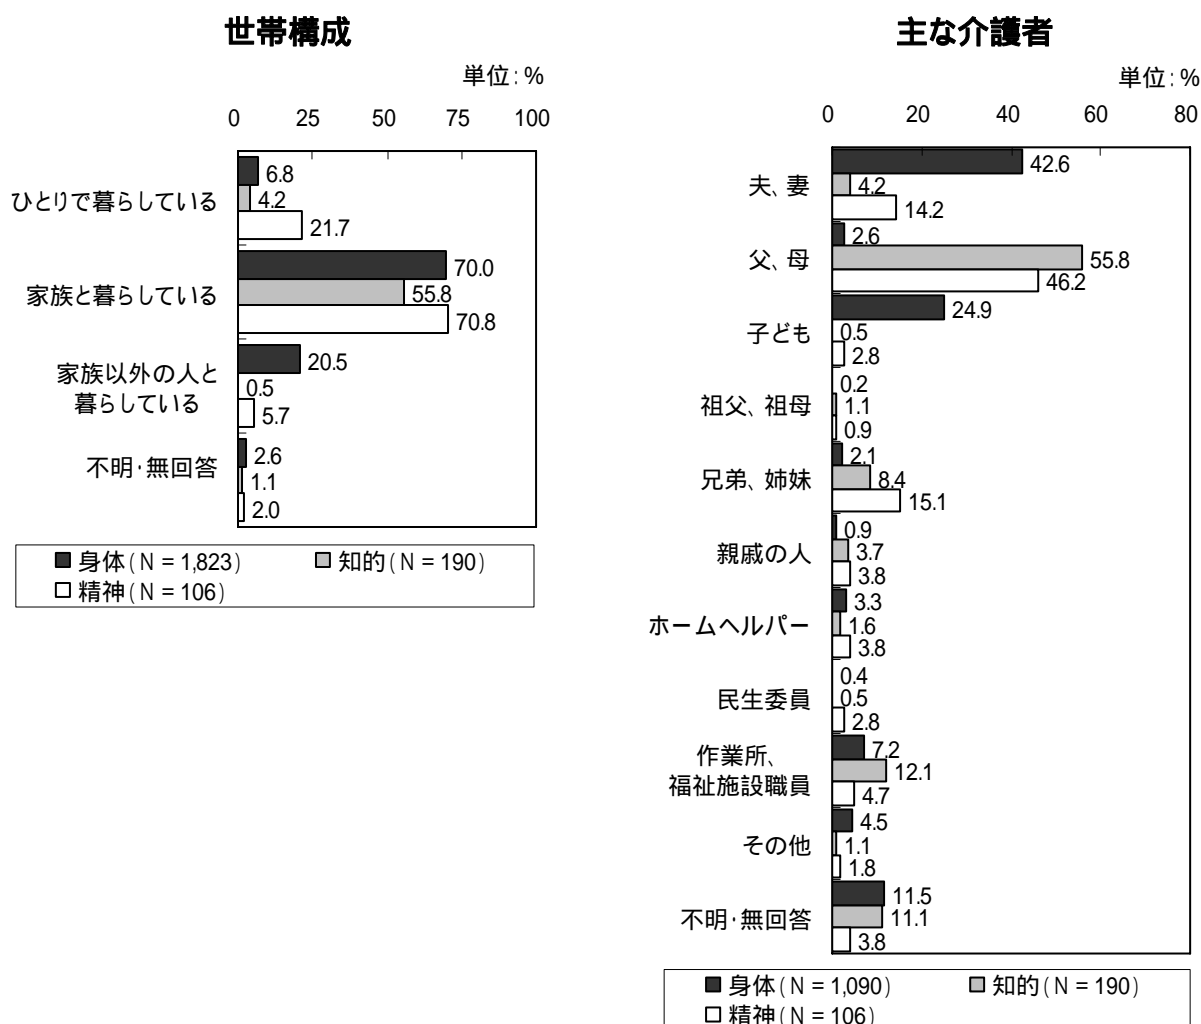 世帯構成
単位：%
0 25 50 75 100
ひとりで暮らしている
6.8
4.2
21.7
家族と暮らしている
70.0
55.8
70.8
家族以外の人と
暮らしている
20.5
0.5
5.7
不明・無回答
2.6
1.1
2.0
■ 身体（N = 1,823） ■ 知的（N = 190）
□ 精神（N = 106）
主な介護者
単位：%
0 20 40 60 80
夫、妻
42.6
4.2
14.2
父、母
2.6
55.8
46.2
子ども
24.9
0.5
2.8
祖父、祖母
0.2
1.1
0.9
兄弟、姉妹
2.1
8.4
15.1
親戚の人
0.9
3.7
3.8
ホームヘルパー
3.3
1.6
3.8
民生委員
0.4
0.5
2.8
作業所、
福祉施設職員
7.2
12.1
4.7
その他
4.5
1.1
1.8
不明・無回答
11.5
11.1
3.8
■ 身体（N = 1,090） ■ 知的（N = 190）
□ 精神（N = 106）